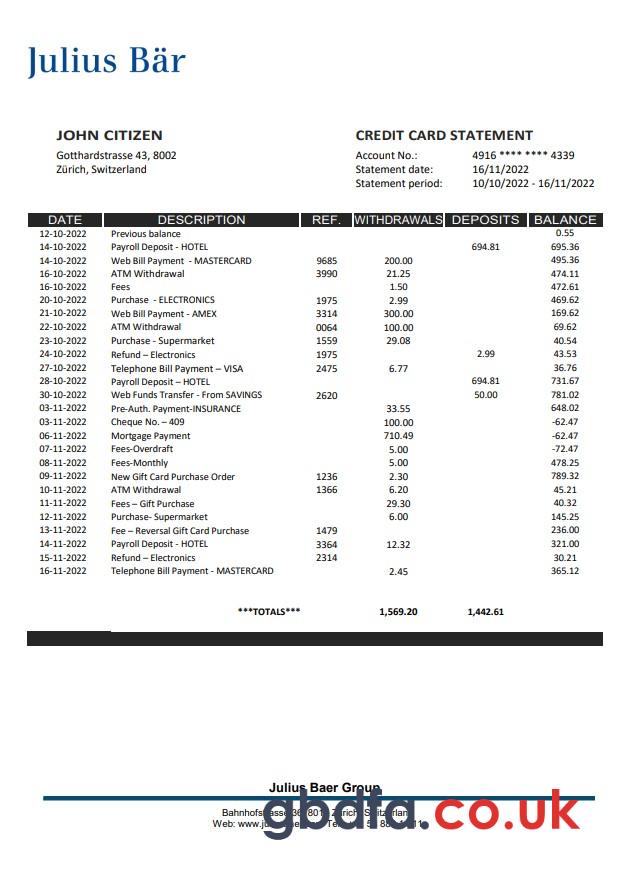 Julius Bär
JOHN CITIZEN
Gotthardstrasse 43, 8002
Zürich, Switzerland
CREDIT CARD STATEMENT
Account No.: 4916 **** **** 4339
Statement date: 16/11/2022
Statement period: 10/10/2022 - 16/11/2022
DATE DESCRIPTION REF. WITHDRAWALS DEPOSITS BALANCE
12-10-2022 Previous balance 0.55
14-10-2022 Payroll Deposit - HOTEL 694.81 695.36
14-10-2022 Web Bill Payment - MASTERCARD 9685 200.00 495.36
16-10-2022 ATM Withdrawal 3990 21.25 474.11
16-10-2022 Fees 1.50 472.61
20-10-2022 Purchase - ELECTRONICS 1975 2.99 469.62
21-10-2022 Web Bill Payment - AMEX 3314 300.00 169.62
22-10-2022 ATM Withdrawal 0064 100.00 69.62
23-10-2022 Purchase - Supermarket 1559 29.08 40.54
24-10-2022 Refund – Electronics 1975 2.99 43.53
27-10-2022 Telephone Bill Payment – VISA 2475 6.77 36.76
28-10-2022 Payroll Deposit – HOTEL 694.81 731.67
30-10-2022 Web Funds Transfer - From SAVINGS 2620 50.00 781.02
03-11-2022 Pre-Auth. Payment-INSURANCE 33.55 648.02
03-11-2022 Cheque No. – 409 100.00 -62.47
06-11-2022 Mortgage Payment 710.49 -62.47
07-11-2022 Fees-Overdraft 5.00 -72.47
08-11-2022 Fees-Monthly 5.00 478.25
09-11-2022 New Gift Card Purchase Order 1236 2.30 789.32
10-11-2022 ATM Withdrawal 1366 6.20 45.21
11-11-2022 Fees – Gift Purchase 29.30 40.32
12-11-2022 Purchase- Supermarket 6.00 145.25
13-11-2022 Fee – Reversal Gift Card Purchase 1479 236.00
14-11-2022 Payroll Deposit - HOTEL 3364 12.32 321.00
15-11-2022 Refund – Electronics 2314 30.21
16-11-2022 Telephone Bill Payment - MASTERCARD 2.45 365.12
***TOTALS*** 1,569.20 1,442.61
Julius Baer Group
gbdfd.co.uk
Web: